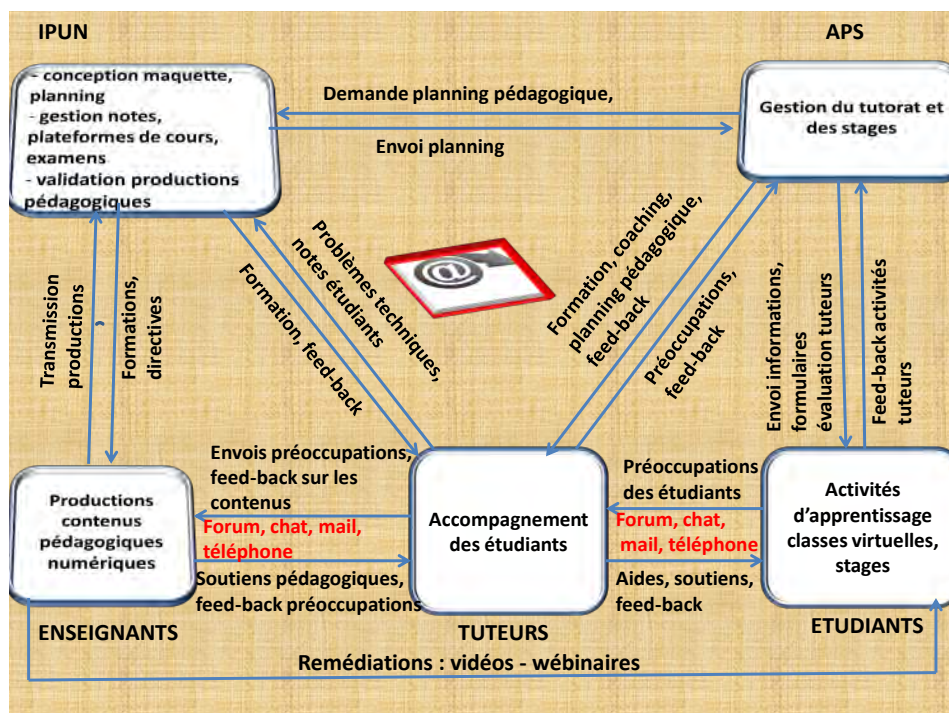 IPUN
APS
- conception maquette,
planning
- gestion notes,
plateformes de cours,
examens
- validation productions
pédagogiques
Demande planning pédagogique,
Envoi planning
Gestion du tutorat et
des stages
Transmission
productions
Formations,
directives
Formation, feed-back
Problèmes techniques,
notes étudiants
Formation, coaching,
planning pédagogique,
feed-back
Préoccupations,
feed-back
Envoi informations,
formulaires
évaluation tuteurs
Feed-back activités
tuteurs
Productions
contenus
pédagogiques
numériques
Envois préoccupations,
feed-back sur les
contenus
Forum, chat, mail,
téléphone
Soutiens pédagogiques,
feed-back préoccupations
Accompagnement
des étudiants
Préoccupations
des étudiants
Forum, chat,
mail, téléphone
Aides, soutiens,
feed-back
Activités
d’apprentissage
classes virtuelles,
stages
ENSEIGNANTS
TUTEURS
ETUDIANTS
Remédiations : vidéos - wébinaires